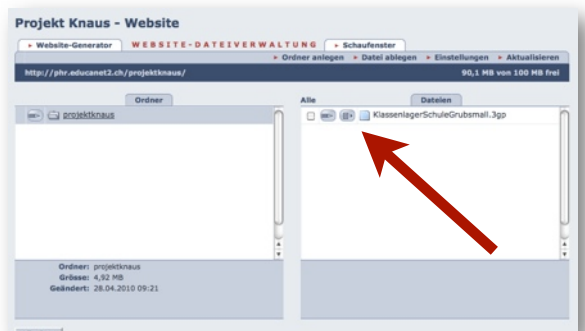 Projekt Knaus - Website
Website-Generator WEBSITE-DATEIVERWALTUNG Schaufenster
Ordner anlegen Datei ablegen Einstellungen Aktualisieren
http://phr.educanet2.ch/projektknaus/ 90,1 MB von 100 MB frei
Ordner Alle Dateien
projektknaus KlassenlagerSchuleGrubsmall.3gp
Ordner: projektknaus
Grösse: 4,92 MB
Geändert: 28.04.2010 09:21